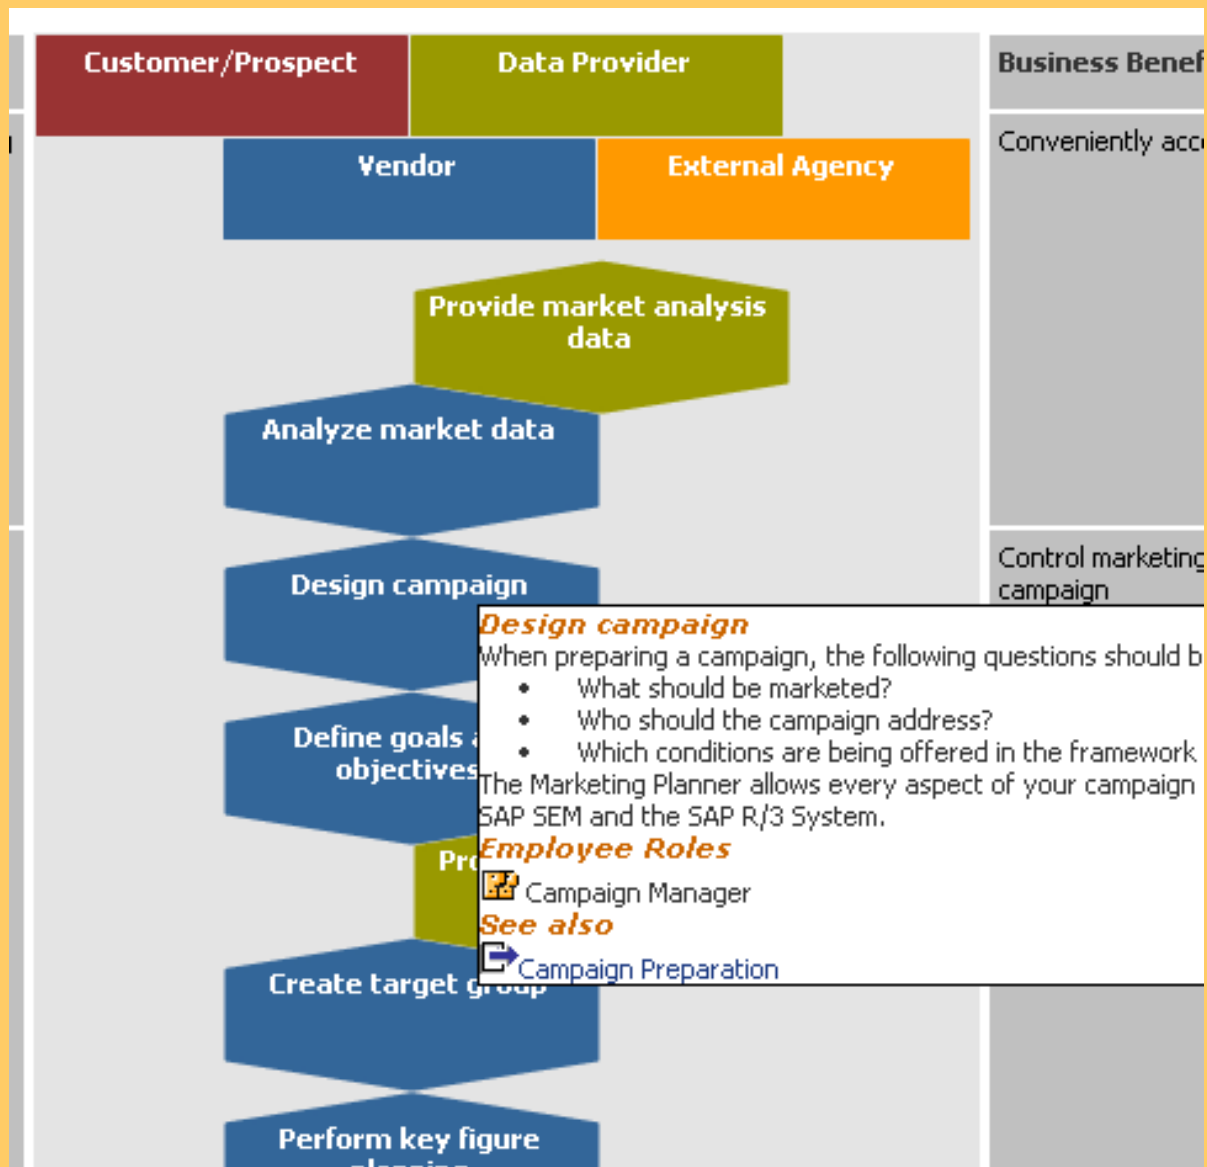 Customer/Prospect
Data Provider
Business
Vendor
External Agency
Conveniently
Provide market analysis
data
Analyze market data
Control marketing
campaign
Design campaign
Design campaign
When preparing a campaign, the following questions should
• What should be marketed?
• Who should the campaign address?
• Which conditions are being offered in the framework
The Marketing Planner allows every aspect of your campaign
SAP SEM and the SAP R/3 System.
Define goals
objectives
Employee Roles
Campaign Manager
See also
Campaign Preparation
Create target group
Perform key figure
planning